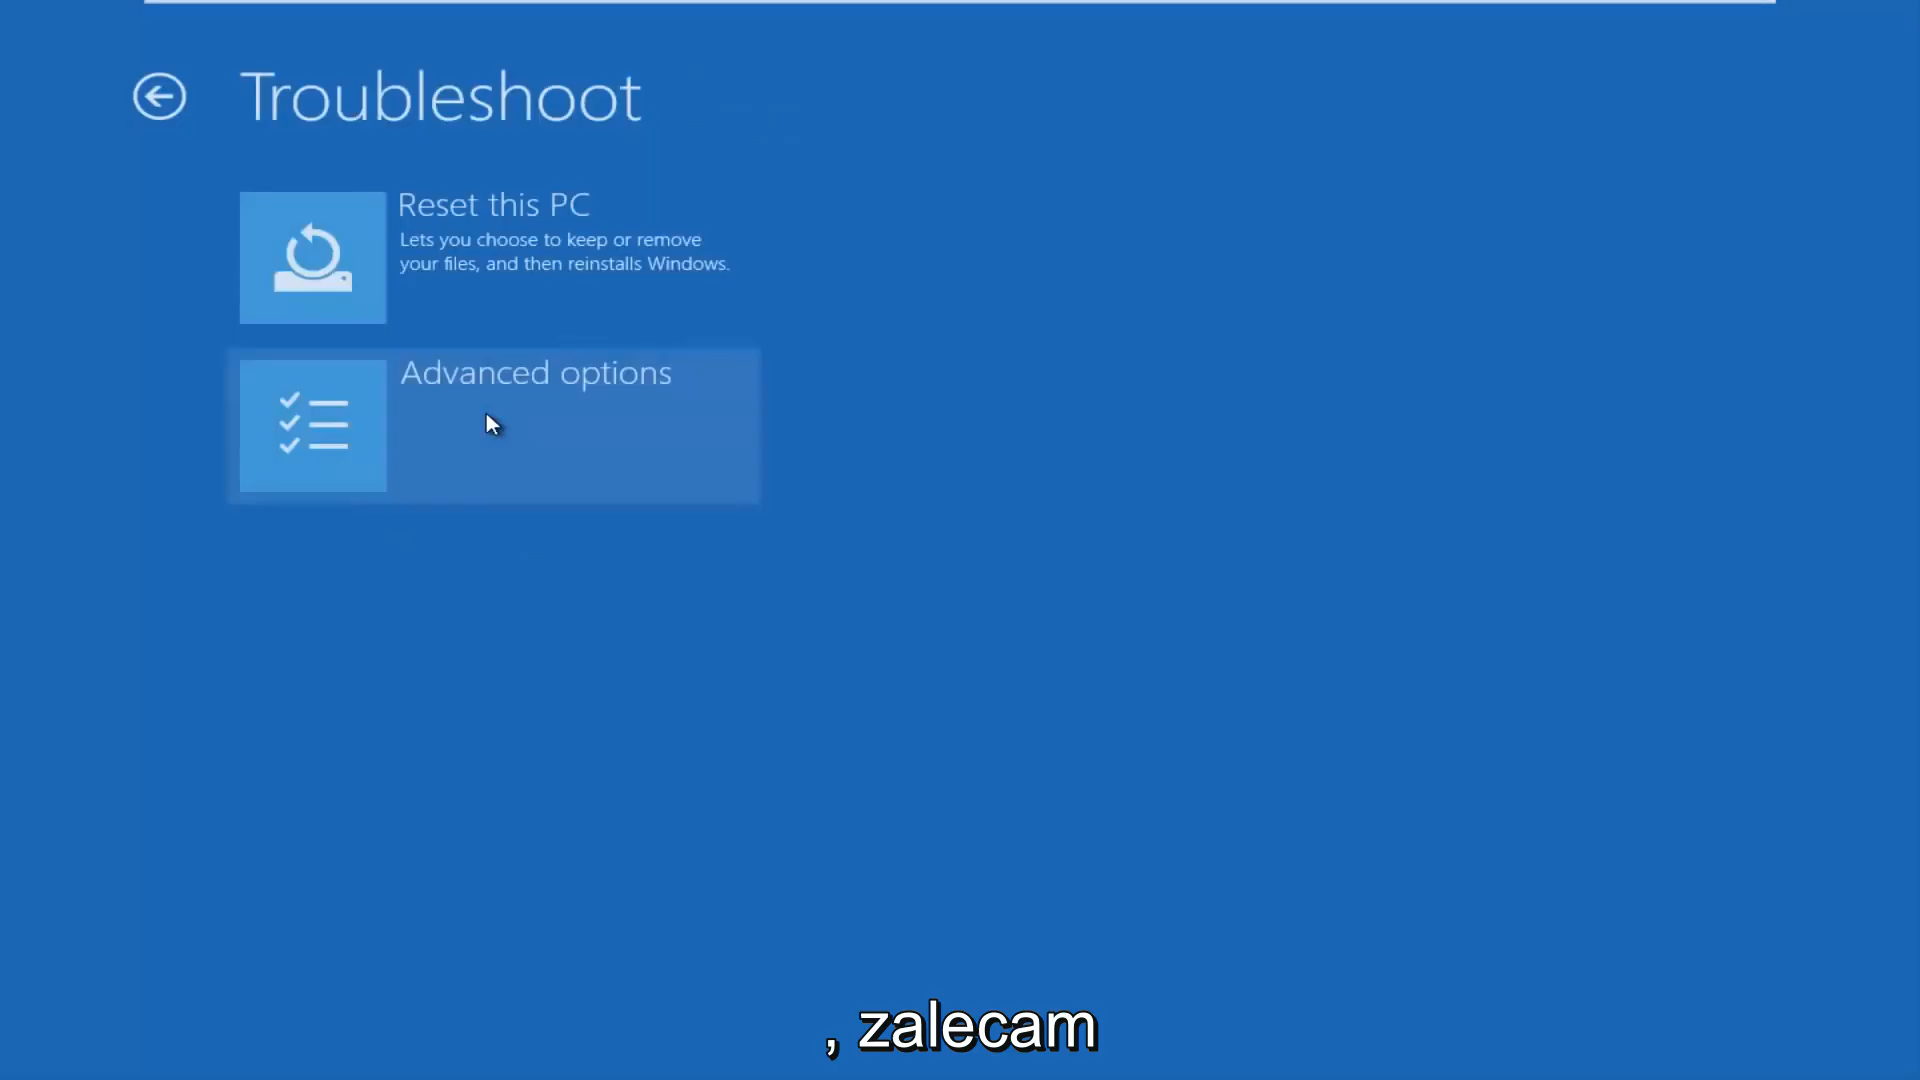 Troubleshoot
Reset this PC
Lets you choose to keep or remove
your files, and then reinstalls Windows.
Advanced options
, zalecam